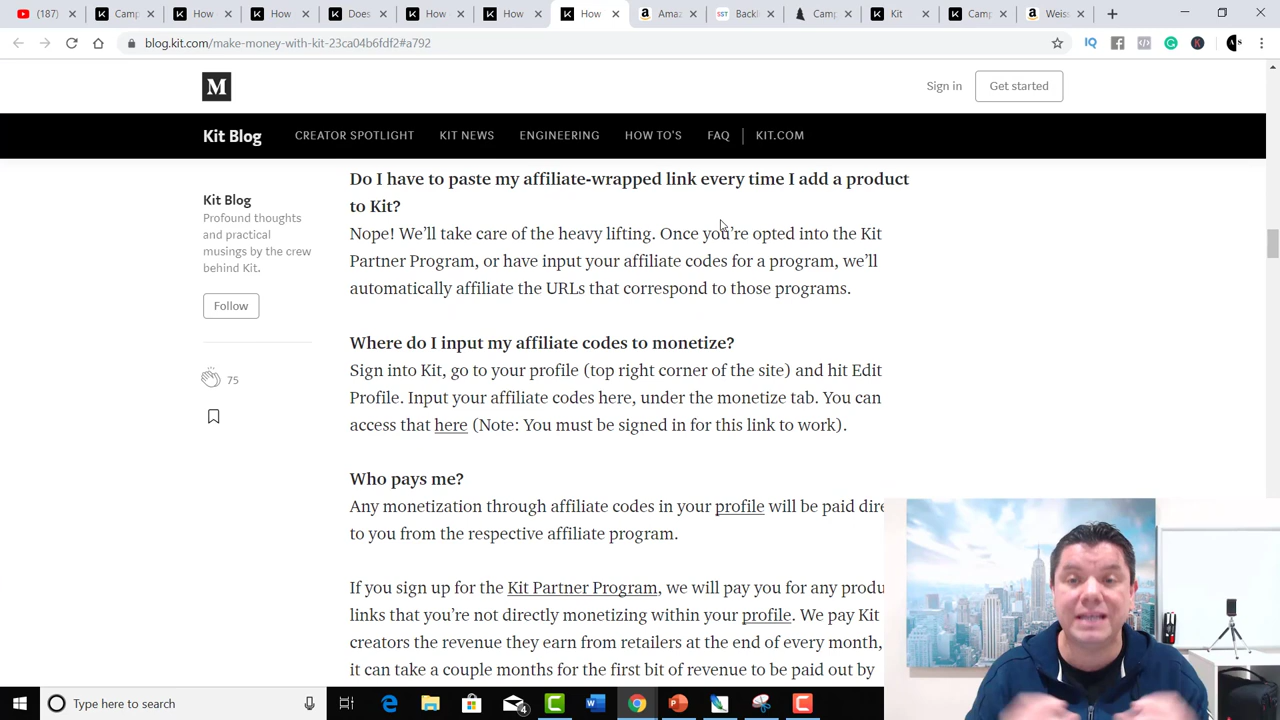 (187)
Camp
How
How
Does
How
How
How
Amaz
SST
Backl
Camp
Kit
Camp
Weiss
blog.kit.com/make-money-with-kit-23ca04b6fdf2#a792
IQ
M
Sign in
Get started
Kit Blog
CREATOR SPOTLIGHT
KIT NEWS
ENGINEERING
HOW TO'S
FAQ
KIT.COM
Kit Blog
Profound thoughts
and practical
musings by the crew
behind Kit.
Follow
75
Do I have to paste my affiliate-wrapped link every time I add a product
to Kit?
Nope! We’ll take care of the heavy lifting. Once you’re opted into the Kit
Partner Program, or have input your affiliate codes for a program, we’ll
automatically affiliate the URLs that correspond to those programs.
Where do I input my affiliate codes to monetize?
Sign into Kit, go to your profile (top right corner of the site) and hit Edit
Profile. Input your affiliate codes here, under the monetize tab. You can
access that here (Note: You must be signed in for this link to work).
Who pays me?
Any monetization through affiliate codes in your profile will be paid dire
to you from the respective affiliate program.
If you sign up for the Kit Partner Program, we will pay you for any produ
links that you’re not directly monetizing within your profile. We pay Kit
creators the revenue they earn from retailers at the end of every month,
it can take a couple months for the first bit of revenue to be paid out by
Type here to search